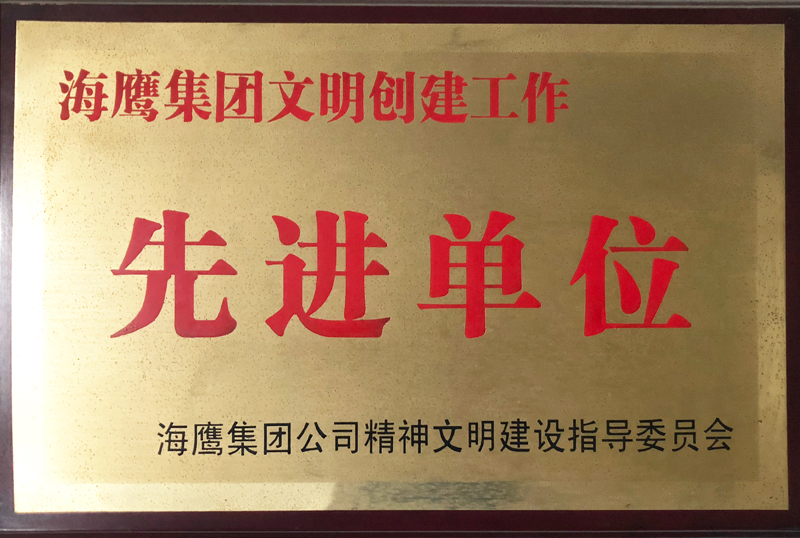 海鹰集团文明创建工作
先进单位
海鹰集团公司精神文明建设指导委员会